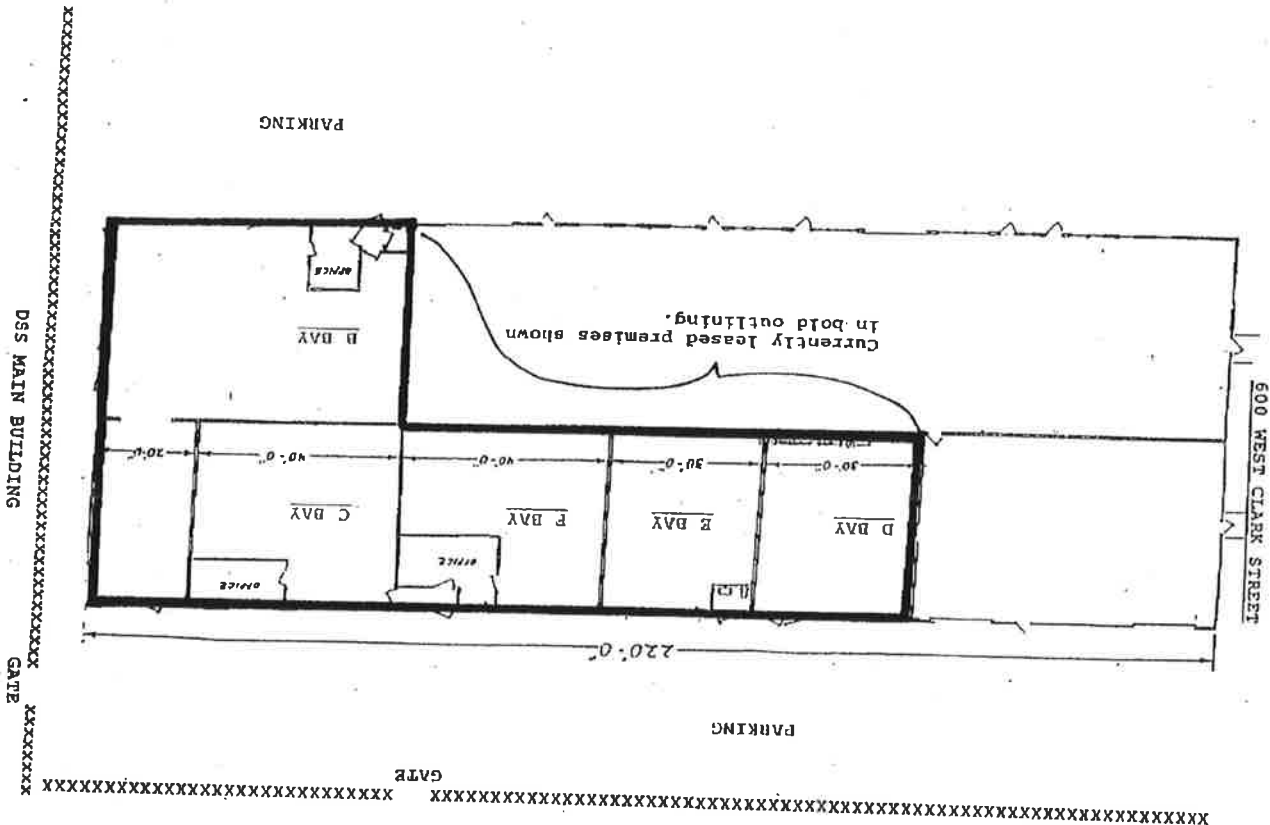 GATE
PARKING
220'-0"
OFFICE
OFFICE
D BAY
E BAY
F BAY
C BAY
30'-0"
30'-0"
40'-0"
40'-0"
20'-0"
Currently leased premises shown
in bold outlining.
B BAY
OFFICE
PARKING
600 WEST CLARK STREET
DSS MAIN BUILDING
GATE